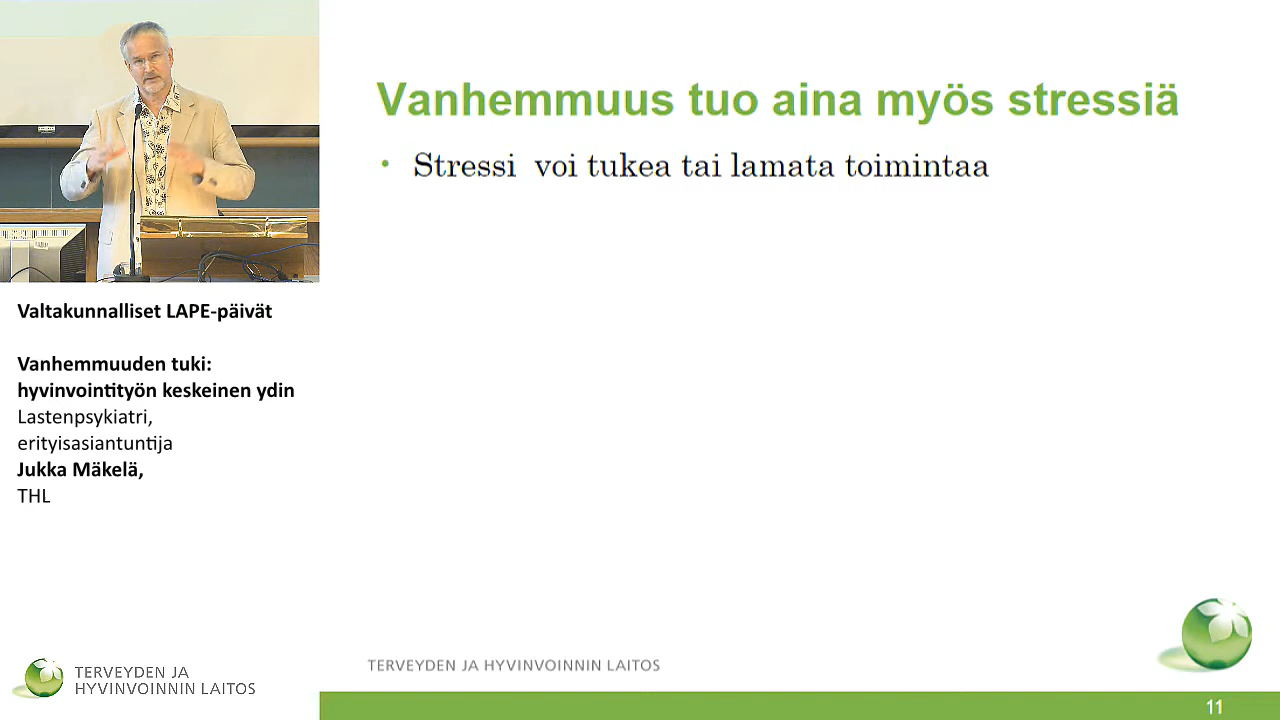 Vanhemmuus tuo aina myös stressiä
• Stressi voi tukea tai lamata toimintaa
Valtakunnalliset LAPE-päivät
Vanhemmuuden tuki:
hyvinvointityön keskeinen ydin
Lastenpsykiatri,
erityisasiantuntija
Jukka Mäkelä,
THL
TERVEYDEN JA
HYVINVOINNIN LAITOS
TERVEYDEN JA HYVINVOINNIN LAITOS
11